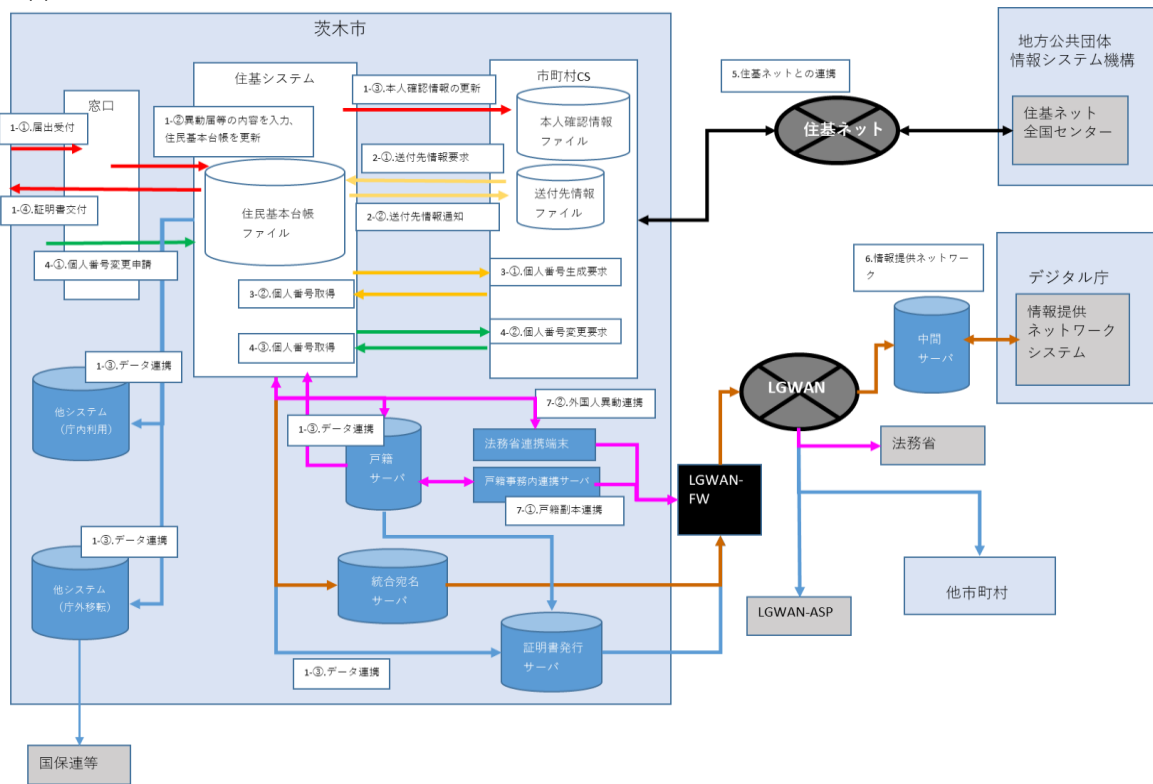 茨木市
地方公共団体
情報システム機構
住基システム
市町村CS
5.住基ネットとの連携
1-③.本人確認情報の更新
窓口
住基ネット
全国センター
1-①.届出受付
1-②異動届等の内容を入力、
住民基本台帳を更新
本人確認情報
ファイル
住基ネット
2-①.送付先情報要求
1-④.証明書交付
住民基本台帳
ファイル
送付先情報
ファイル
2-②.送付先情報通知
4-①.個人番号変更申請
6.情報提供ネットワー
ク
3-①.個人番号生成要求
デジタル庁
3-②.個人番号取得
情報提供
ネットワーク
システム
4-②.個人番号変更要求
中間
サーバ
4-③.個人番号取得
1-③.データ連携
LGWAN
他システム
(庁内利用)
7-②.外国人異動連携
1-③.データ連携
法務省連携端末
法務省
戸籍
サーバ
戸籍事務内連携サーバ
LGWAN-
FW
7-①.戸籍副本連携
1-③.データ連携
他システム
(庁外移転)
統合宛名
サーバ
他市町村
LGWAN-ASP
証明書発行
サーバ
1-③.データ連携
国保連等